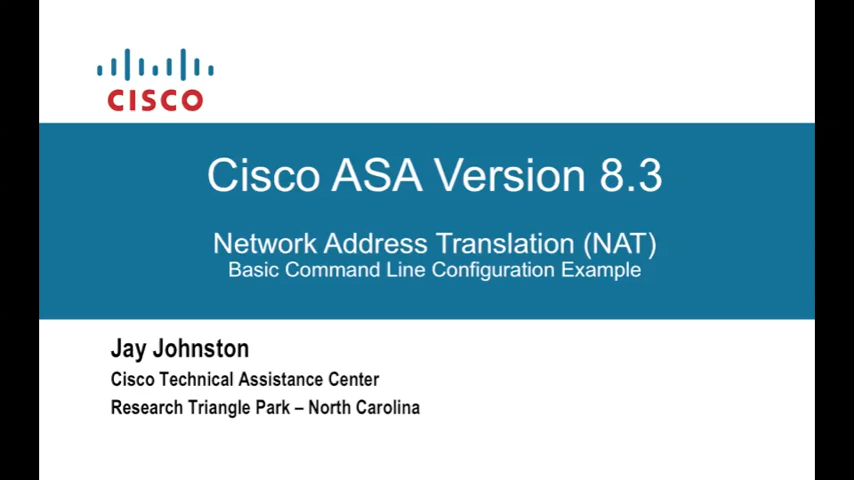 CISCO
Cisco ASA Version 8.3
Network Address Translation (NAT)
Basic Command Line Configuration Example
Jay Johnston
Cisco Technical Assistance Center
Research Triangle Park – North Carolina